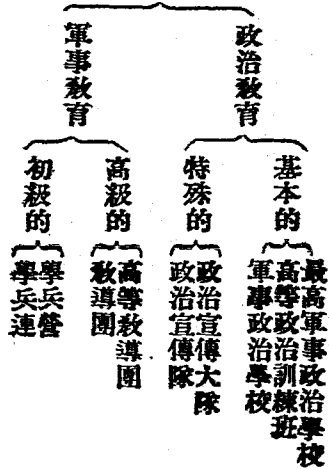 政治教育
基本的
最高軍事政治學校
高等政治訓練班
軍事政治學校
特殊的
政治宣傳大隊
政治宣傳隊
軍事教育
高級的
高等教導團
教導團
初級的
學兵營
學兵連